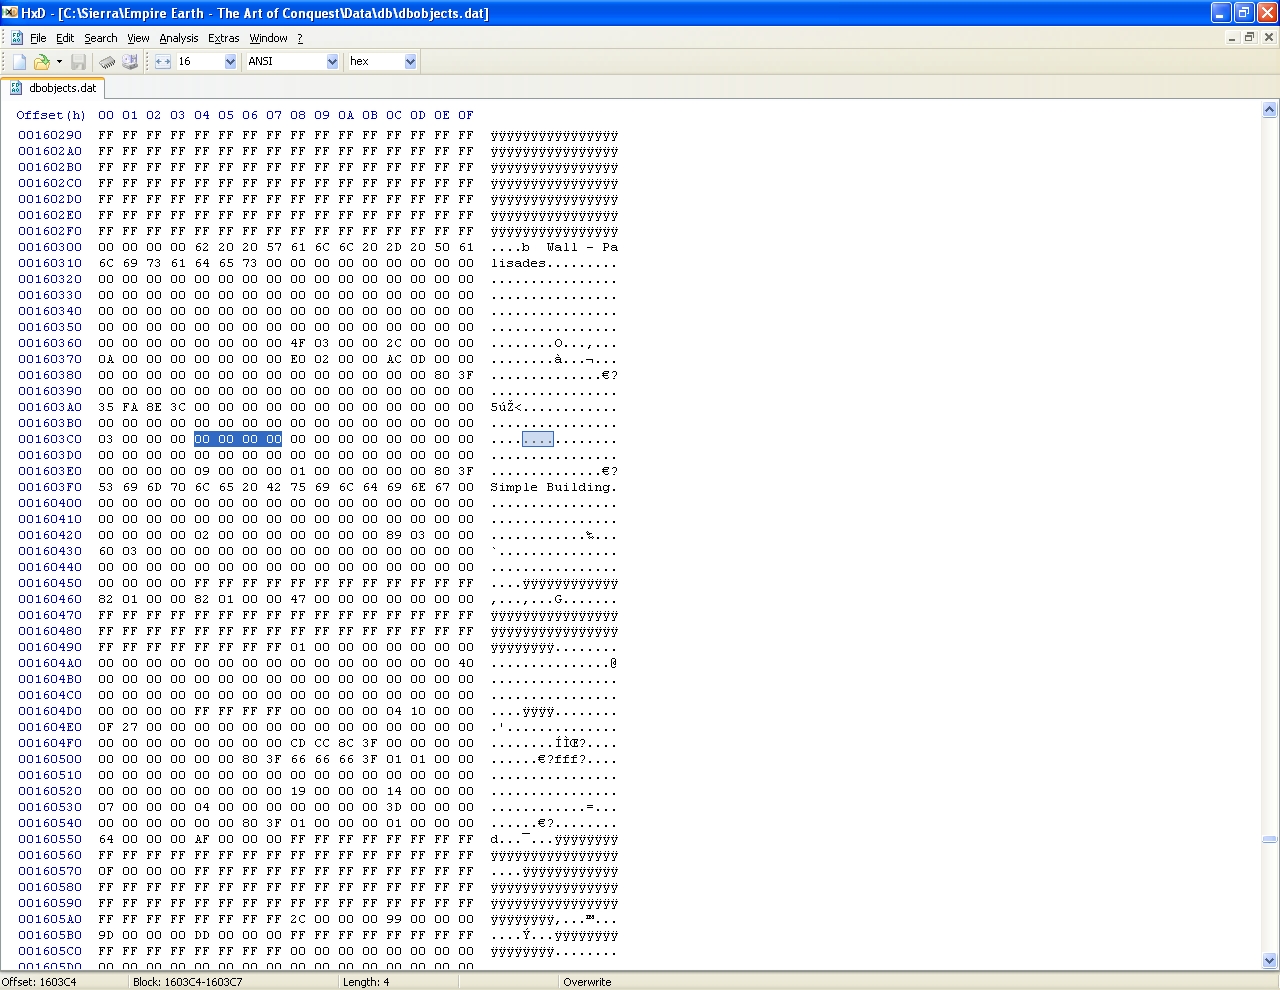 HxD - [C:\Sierra\Empire Earth - The Art of Conquest\Data\db\dbobjects.dat]
File Edit Search View Analysis Extras Window ?
16 ANSI hex
dbobjects.dat
Offset(h) 00 01 02 03 04 05 06 07 08 09 0A 0B 0C 0D 0E 0F
00160290 FF FF FF FF FF FF FF FF FF FF FF FF FF FF FF FF ÿÿÿÿÿÿÿÿÿÿÿÿÿÿÿÿ
001602A0 FF FF FF FF FF FF FF FF FF FF FF FF FF FF FF FF ÿÿÿÿÿÿÿÿÿÿÿÿÿÿÿÿ
001602B0 FF FF FF FF FF FF FF FF FF FF FF FF FF FF FF FF ÿÿÿÿÿÿÿÿÿÿÿÿÿÿÿÿ
001602C0 FF FF FF FF FF FF FF FF FF FF FF FF FF FF FF FF ÿÿÿÿÿÿÿÿÿÿÿÿÿÿÿÿ
001602D0 FF FF FF FF FF FF FF FF FF FF FF FF FF FF FF FF ÿÿÿÿÿÿÿÿÿÿÿÿÿÿÿÿ
001602E0 FF FF FF FF FF FF FF FF FF FF FF FF FF FF FF FF ÿÿÿÿÿÿÿÿÿÿÿÿÿÿÿÿ
001602F0 FF FF FF FF FF FF FF FF FF FF FF FF FF FF FF FF ÿÿÿÿÿÿÿÿÿÿÿÿÿÿÿÿ
00160300 00 00 00 00 62 20 20 57 61 6C 6C 20 2D 20 50 61 ....b  Wall - Pa
00160310 6C 69 73 61 64 65 73 00 00 00 00 00 00 00 00 00 lisades.........
00160320 00 00 00 00 00 00 00 00 00 00 00 00 00 00 00 00 ................
00160330 00 00 00 00 00 00 00 00 00 00 00 00 00 00 00 00 ................
00160340 00 00 00 00 00 00 00 00 00 00 00 00 00 00 00 00 ................
00160350 00 00 00 00 00 00 00 00 00 00 00 00 00 00 00 00 ................
00160360 00 00 00 00 00 00 00 00 4F 03 00 00 2C 00 00 00 ........O...,...
00160370 0A 00 00 00 00 00 00 00 E0 02 00 00 AC 0D 00 00 ........à...¬...
00160380 00 00 00 00 00 00 00 00 00 00 00 00 00 00 80 3F ..............€?
00160390 00 00 00 00 00 00 00 00 00 00 00 00 00 00 00 00 ................
001603A0 35 FA 8E 3C 00 00 00 00 00 00 00 00 00 00 00 00 5úŽ<............
001603B0 00 00 00 00 00 00 00 00 00 00 00 00 00 00 00 00 ................
001603C0 03 00 00 00 00 00 00 00 00 00 00 00 00 00 00 00 ................
001603D0 00 00 00 00 00 00 00 00 00 00 00 00 00 00 00 00 ................
001603E0 00 00 00 00 09 00 00 00 01 00 00 00 00 00 80 3F ..............€?
001603F0 53 69 6D 70 6C 65 20 42 75 69 6C 64 69 6E 67 00 Simple Building.
00160400 00 00 00 00 00 00 00 00 00 00 00 00 00 00 00 00 ................
00160410 00 00 00 00 00 00 00 00 00 00 00 00 00 00 00 00 ................
00160420 00 00 00 00 02 00 00 00 00 00 00 00 89 03 00 00 ............‰...
00160430 60 03 00 00 00 00 00 00 00 00 00 00 00 00 00 00 `...............
00160440 00 00 00 00 00 00 00 00 00 00 00 00 00 00 00 00 ................
00160450 00 00 00 00 FF FF FF FF FF FF FF FF FF FF FF FF ....ÿÿÿÿÿÿÿÿÿÿÿÿ
00160460 82 01 00 00 82 01 00 00 47 00 00 00 00 00 00 00 ‚...‚...G.......
00160470 FF FF FF FF FF FF FF FF FF FF FF FF FF FF FF FF ÿÿÿÿÿÿÿÿÿÿÿÿÿÿÿÿ
00160480 FF FF FF FF FF FF FF FF FF FF FF FF FF FF FF FF ÿÿÿÿÿÿÿÿÿÿÿÿÿÿÿÿ
00160490 FF FF FF FF FF FF FF FF 01 00 00 00 00 00 00 00 ÿÿÿÿÿÿÿÿ........
001604A0 00 00 00 00 00 00 00 00 00 00 00 00 00 00 00 40 ...............@
001604B0 00 00 00 00 00 00 00 00 00 00 00 00 00 00 00 00 ................
001604C0 00 00 00 00 00 00 00 00 00 00 00 00 00 00 00 00 ................
001604D0 00 00 00 00 FF FF FF FF 00 00 00 00 04 10 00 00 ....ÿÿÿÿ........
001604E0 0F 27 00 00 00 00 00 00 00 00 00 00 00 00 00 00 .'..............
001604F0 00 00 00 00 00 00 00 00 CD CC 8C 3F 00 00 00 00 ........ÍÌŒ?....
00160500 00 00 00 00 00 00 80 3F 66 66 66 3F 01 01 00 00 ......€?fff?....
00160510 00 00 00 00 00 00 00 00 00 00 00 00 00 00 00 00 ................
00160520 00 00 00 00 00 00 00 00 19 00 00 00 14 00 00 00 ................
00160530 07 00 00 00 04 00 00 00 00 00 00 00 3D 00 00 00 ............=...
00160540 00 00 00 00 00 00 80 3F 01 00 00 00 01 00 00 00 ......€?........
00160550 64 00 00 00 AF 00 00 00 FF FF FF FF FF FF FF FF d...¯...ÿÿÿÿÿÿÿÿ
00160560 FF FF FF FF FF FF FF FF FF FF FF FF FF FF FF FF ÿÿÿÿÿÿÿÿÿÿÿÿÿÿÿÿ
00160570 0F 00 00 00 FF FF FF FF FF FF FF FF FF FF FF FF ....ÿÿÿÿÿÿÿÿÿÿÿÿ
00160580 FF FF FF FF FF FF FF FF FF FF FF FF FF FF FF FF ÿÿÿÿÿÿÿÿÿÿÿÿÿÿÿÿ
00160590 FF FF FF FF FF FF FF FF FF FF FF FF FF FF FF FF ÿÿÿÿÿÿÿÿÿÿÿÿÿÿÿÿ
001605A0 FF FF FF FF FF FF FF FF 2C 00 00 00 99 00 00 00 ÿÿÿÿÿÿÿÿ,...™...
001605B0 9D 00 00 00 DD 00 00 00 FF FF FF FF FF FF FF FF ....Ý...ÿÿÿÿÿÿÿÿ
001605C0 FF FF FF FF FF FF FF FF 00 00 00 00 00 00 00 00 ÿÿÿÿÿÿÿÿ........
001605D0 00 00 00 00 00 00 00 00 00 00 00 00 00 00 00 00
Offset: 1603C4 Block: 1603C4-1603C7 Length: 4 Overwrite